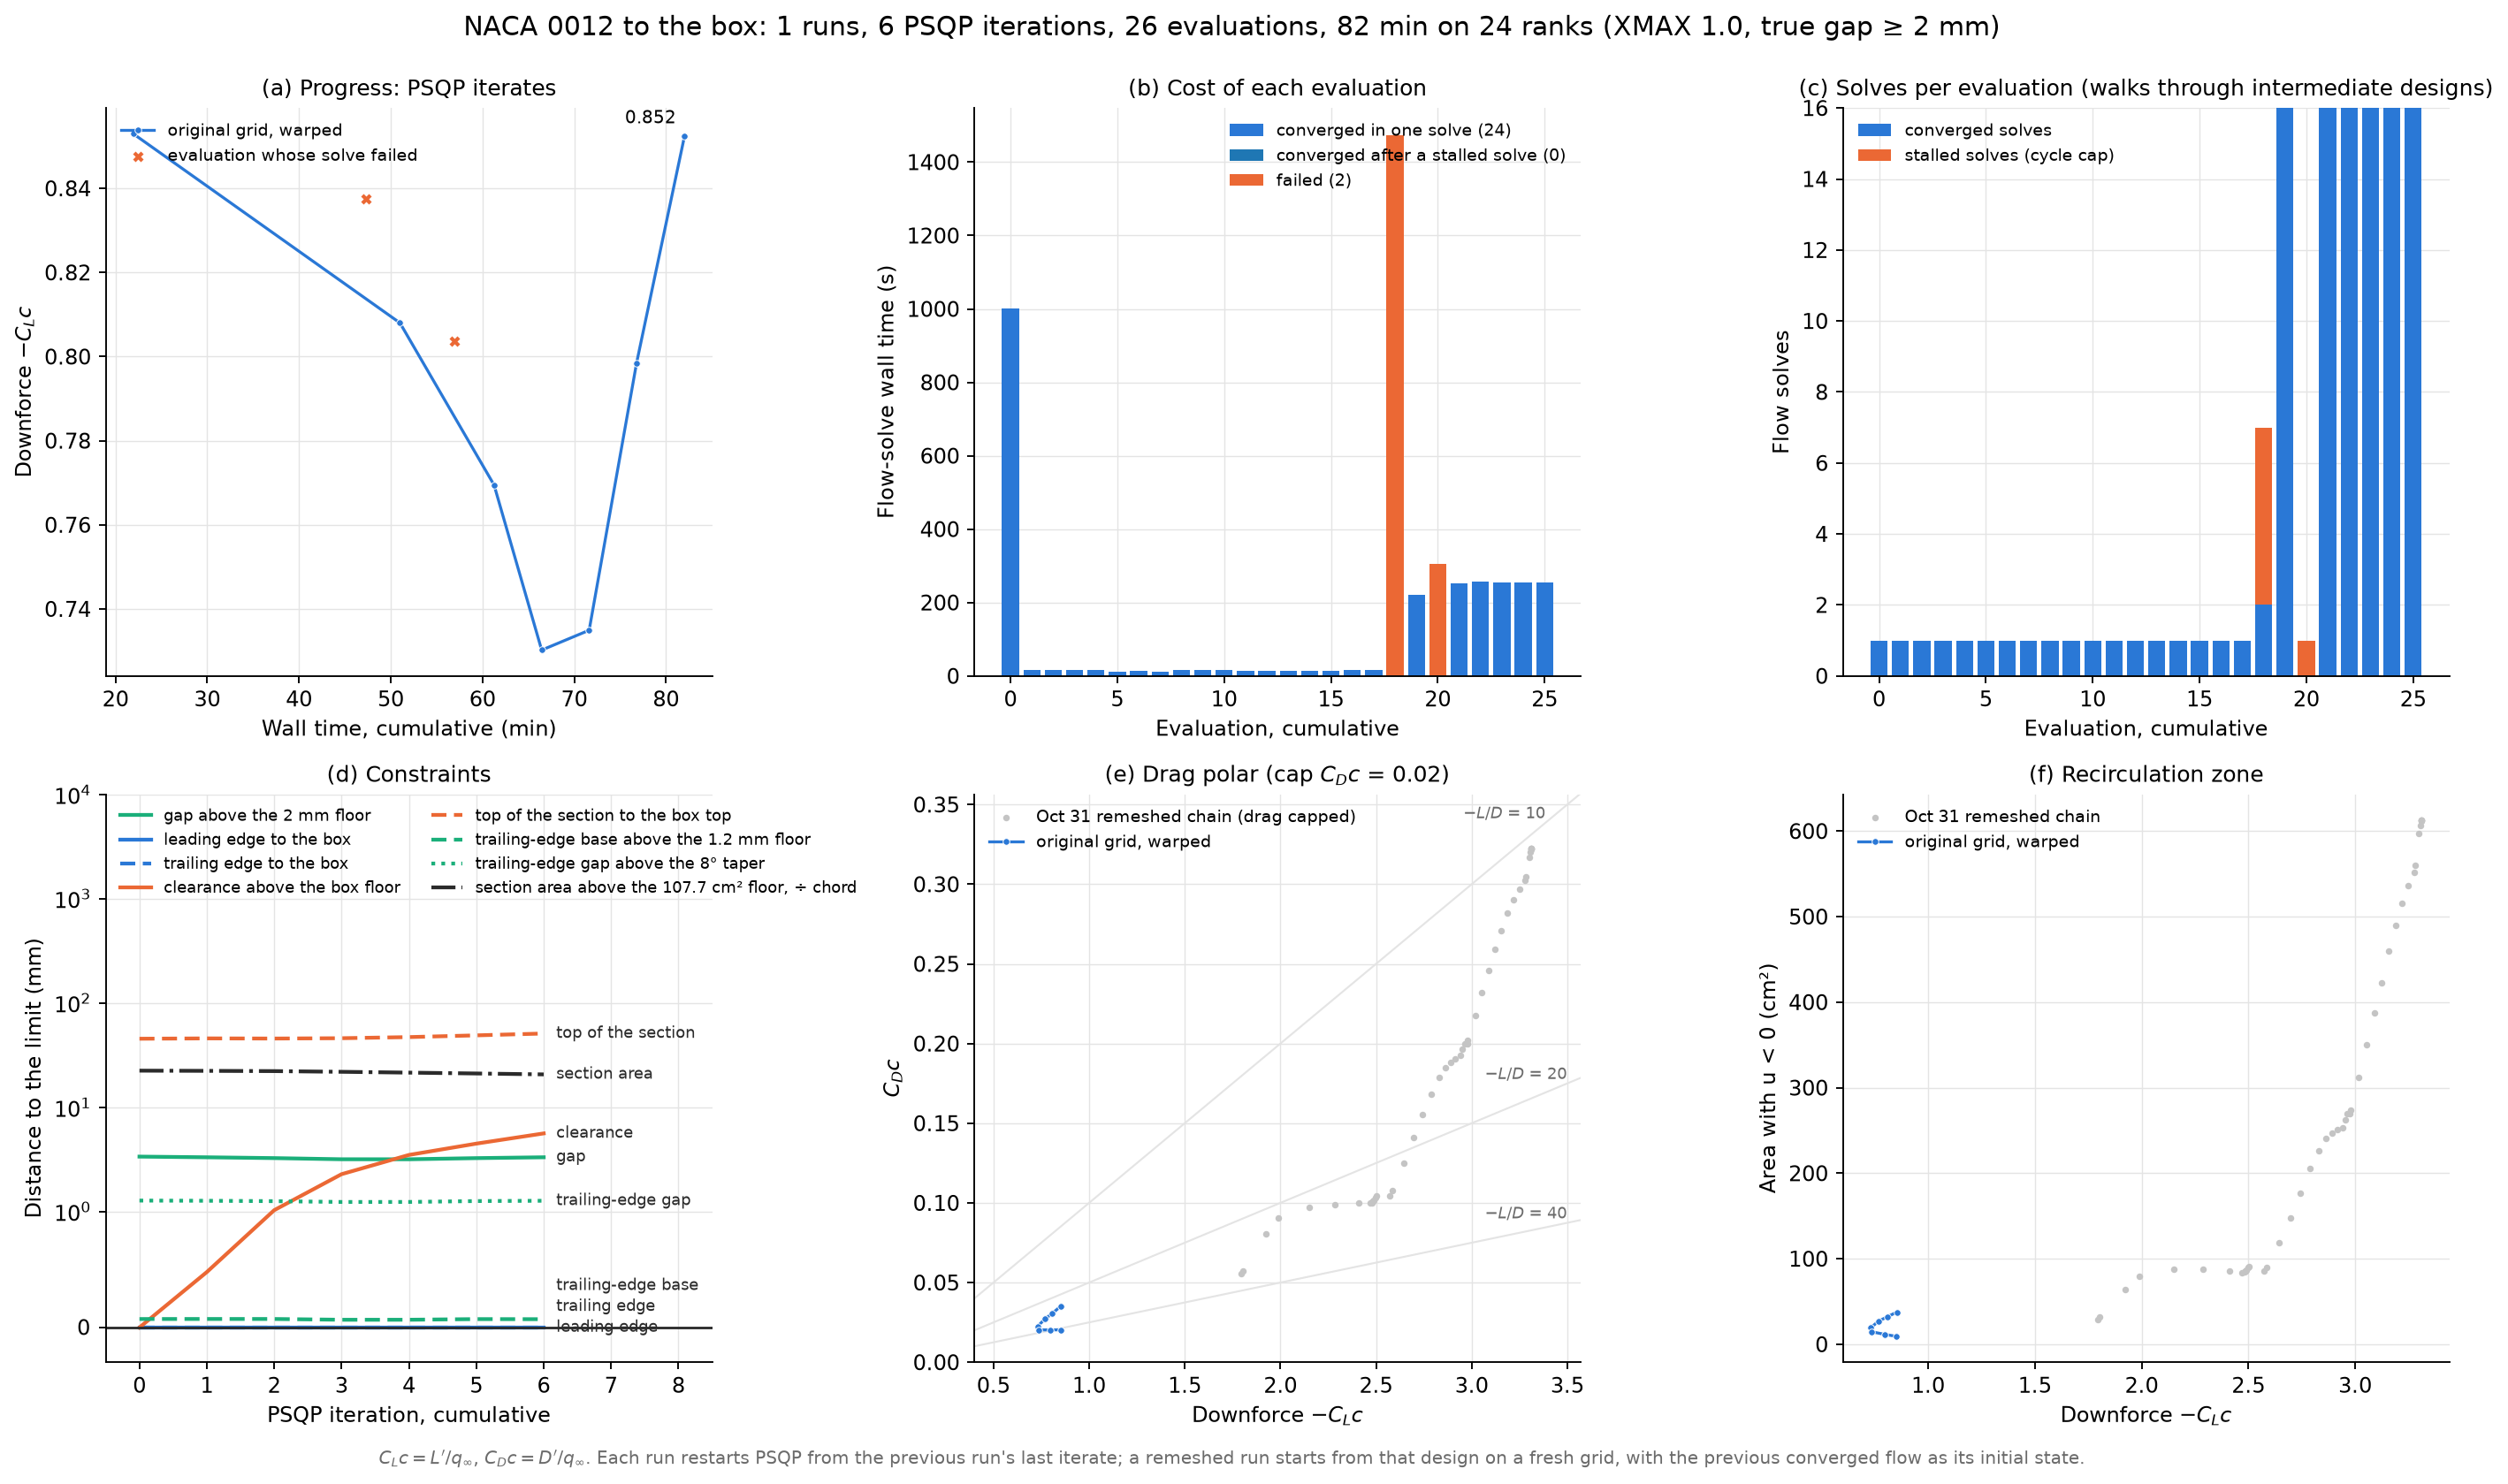 NACA 0012 to the box: 1 runs, 6 PSQP iterations, 26 evaluations, 82 min on 24 ranks (XMAX 1.0, true gap ≥ 2 mm)
(a) Progress: PSQP iterates
original grid, warped
evaluation whose solve failed
0.852
0.84
0.82
0.80
0.78
0.76
0.74
Downforce −C_L c
20 30 40 50 60 70 80
Wall time, cumulative (min)
(b) Cost of each evaluation
converged in one solve (24)
converged after a stalled solve (0)
failed (2)
1400
1200
1000
800
600
400
200
0
Flow-solve wall time (s)
0 5 10 15 20 25
Evaluation, cumulative
(c) Solves per evaluation (walks through intermediate designs)
converged solves
stalled solves (cycle cap)
16
14
12
10
8
6
4
2
0
Flow solves
0 5 10 15 20 25
Evaluation, cumulative
(d) Constraints
gap above the 2 mm floor
leading edge to the box
trailing edge to the box
clearance above the box floor
top of the section to the box top
trailing-edge base above the 1.2 mm floor
trailing-edge gap above the 8° taper
section area above the 107.7 cm² floor, ÷ chord
10⁴
10³
10²
10¹
10⁰
0
Distance to the limit (mm)
top of the section
section area
clearance
gap
trailing-edge gap
trailing-edge base
trailing edge
leading edge
0 1 2 3 4 5 6 7 8
PSQP iteration, cumulative
(e) Drag polar (cap C_D c = 0.02)
Oct 31 remeshed chain (drag capped)
original grid, warped
−L/D = 10
−L/D = 20
−L/D = 40
0.35
0.30
0.25
0.20
0.15
0.10
0.05
0.00
C_D c
0.5 1.0 1.5 2.0 2.5 3.0 3.5
Downforce −C_L c
(f) Recirculation zone
Oct 31 remeshed chain
original grid, warped
600
500
400
300
200
100
0
Area with u < 0 (cm²)
1.0 1.5 2.0 2.5 3.0
Downforce −C_L c
C_L c = L′/q∞, C_D c = D′/q∞. Each run restarts PSQP from the previous run's last iterate; a remeshed run starts from that design on a fresh grid, with the previous converged flow as its initial state.